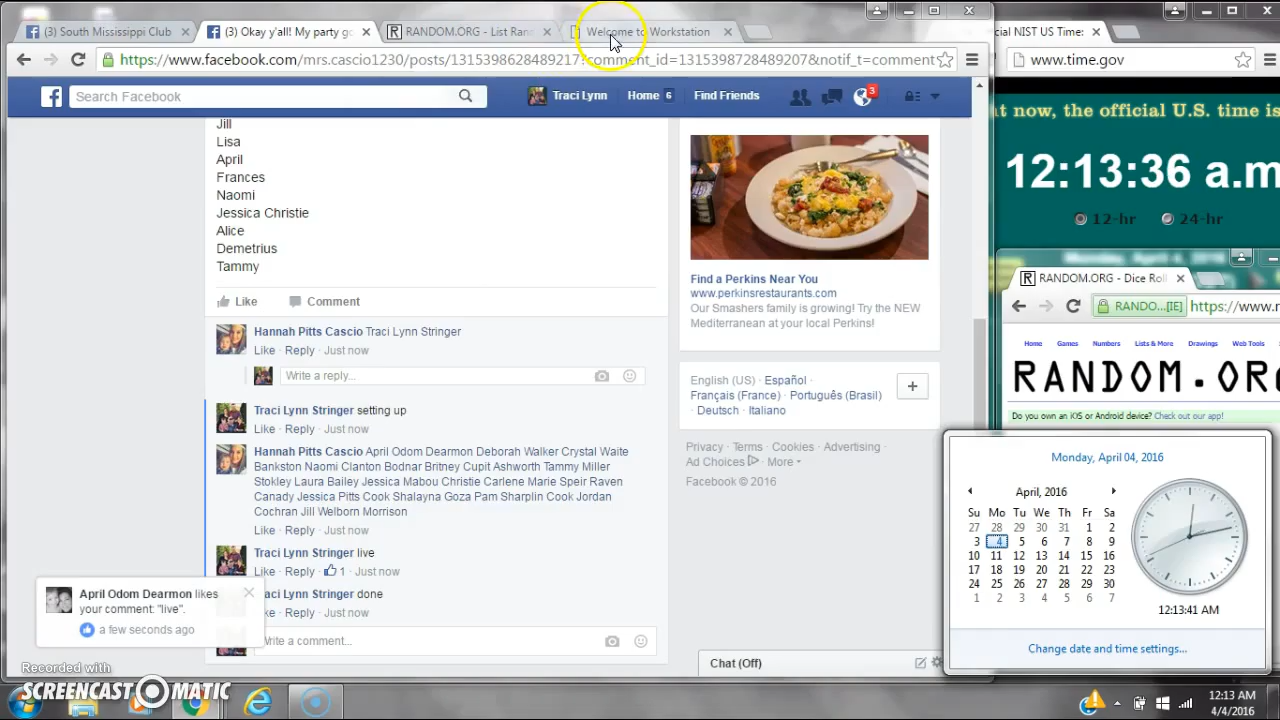 (3) South Mississippi Club
(3) Okay y'all! My party go
RANDOM.ORG - List Ran
Welcome to Workstation
cial NIST US Time:
https://www.facebook.com/mrs.cascio1230/posts/1315398628489217?comment_id=1315398728489207&notif_t=comment
www.time.gov
Search Facebook
Traci Lynn
Home 6
Find Friends
3
t now, the official U.S. time is
12:13:36 a.m
12-hr 24-hr
Jill
Lisa
April
Frances
Naomi
Jessica Christie
Alice
Demetrius
Tammy
Like Comment
Hannah Pitts Cascio Traci Lynn Stringer
Like · Reply · Just now
Write a reply...
Traci Lynn Stringer setting up
Like · Reply · Just now
Hannah Pitts Cascio April Odom Dearmon Deborah Walker Crystal Waite
Bankston Naomi Clanton Bodnar Britney Cupit Ashworth Tammy Miller
Stokley Laura Bailey Jessica Mabou Christie Carlene Marie Speir Raven
Canady Jessica Pitts Cook Shalayna Goza Pam Sharplin Cook Jordan
Cochran Jill Welborn Morrison
Like · Reply · Just now
Traci Lynn Stringer live
Like · Reply · 1 · Just now
aci Lynn Stringer done
ke · Reply · Just now
Write a comment...
April Odom Dearmon likes
your comment: "live".
a few seconds ago
Find a Perkins Near You
www.perkinsrestaurants.com
Our Smashers family is growing! Try the NEW
Mediterranean at your local Perkins!
English (US) · Español ·
Français (France) · Português (Brasil)
· Deutsch · Italiano
+
Privacy · Terms · Cookies · Advertising ·
Ad Choices · More
Facebook © 2016
Chat (Off)
RANDOM.ORG - Dice Roll
RANDO...[IE] https://www.r
Home Games Numbers Lists & More Drawings Web Tools
RANDOM.ORG
Do you own an iOS or Android device? Check out our app!
Monday, April 04, 2016
April, 2016
Su Mo Tu We Th Fr Sa
27 28 29 30 31 1 2
3 4 5 6 7 8 9
10 11 12 13 14 15 16
17 18 19 20 21 22 23
24 25 26 27 28 29 30
1 2 3 4 5 6 7
12:13:41 AM
Change date and time settings...
Recorded with
SCREENCAST-O-MATIC
12:13 AM
4/4/2016